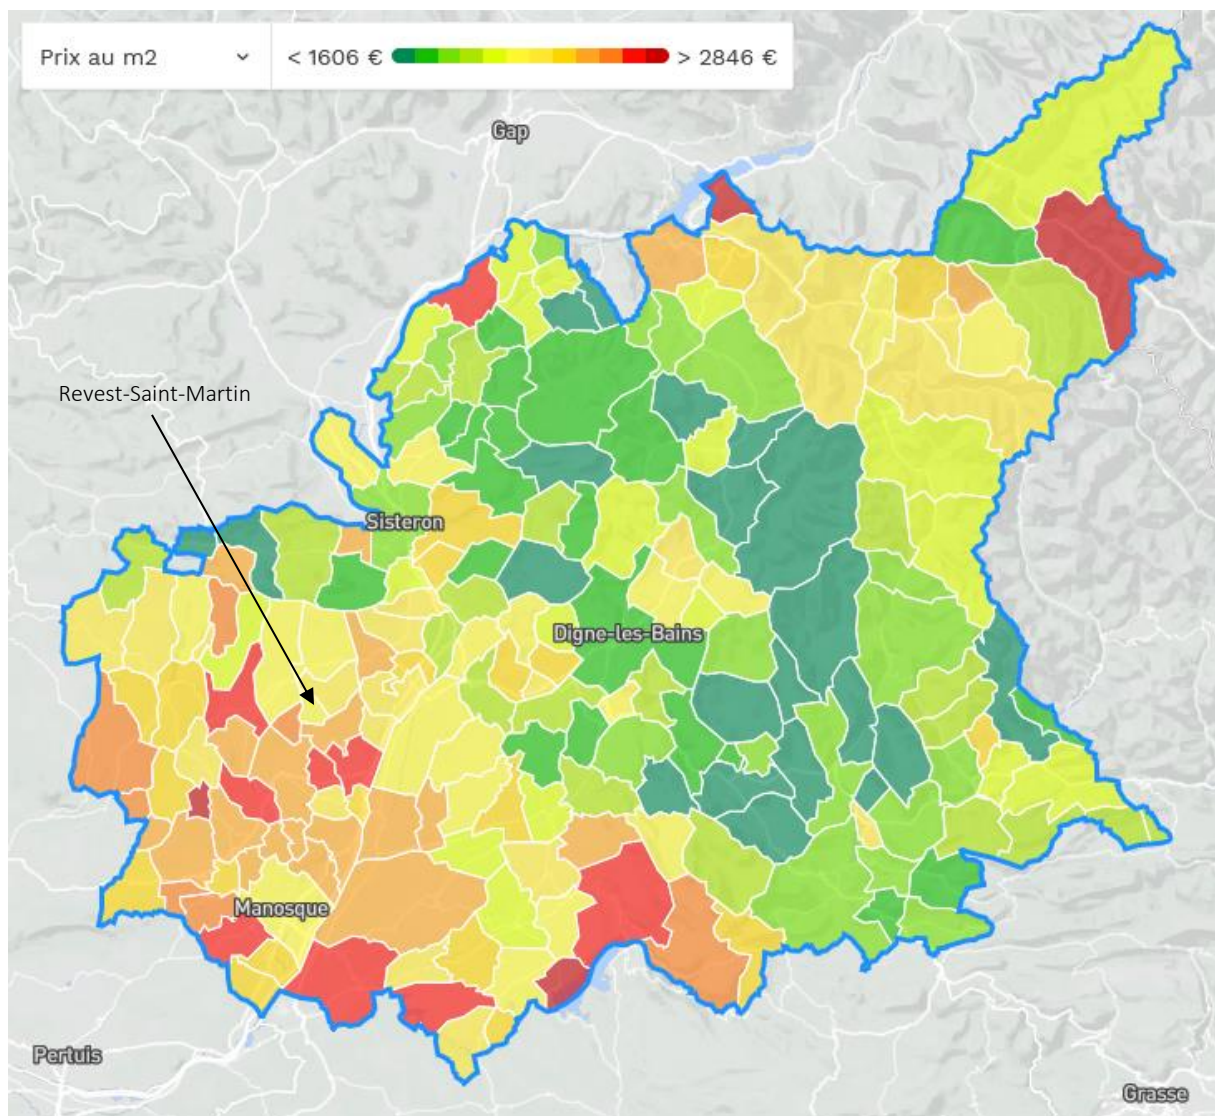 Prix au m2
< 1606 € > 2846 €
Gap
Revest-Saint-Martin
Sisteron
Digne-les-Bains
Manosque
Pertuis
Grasse